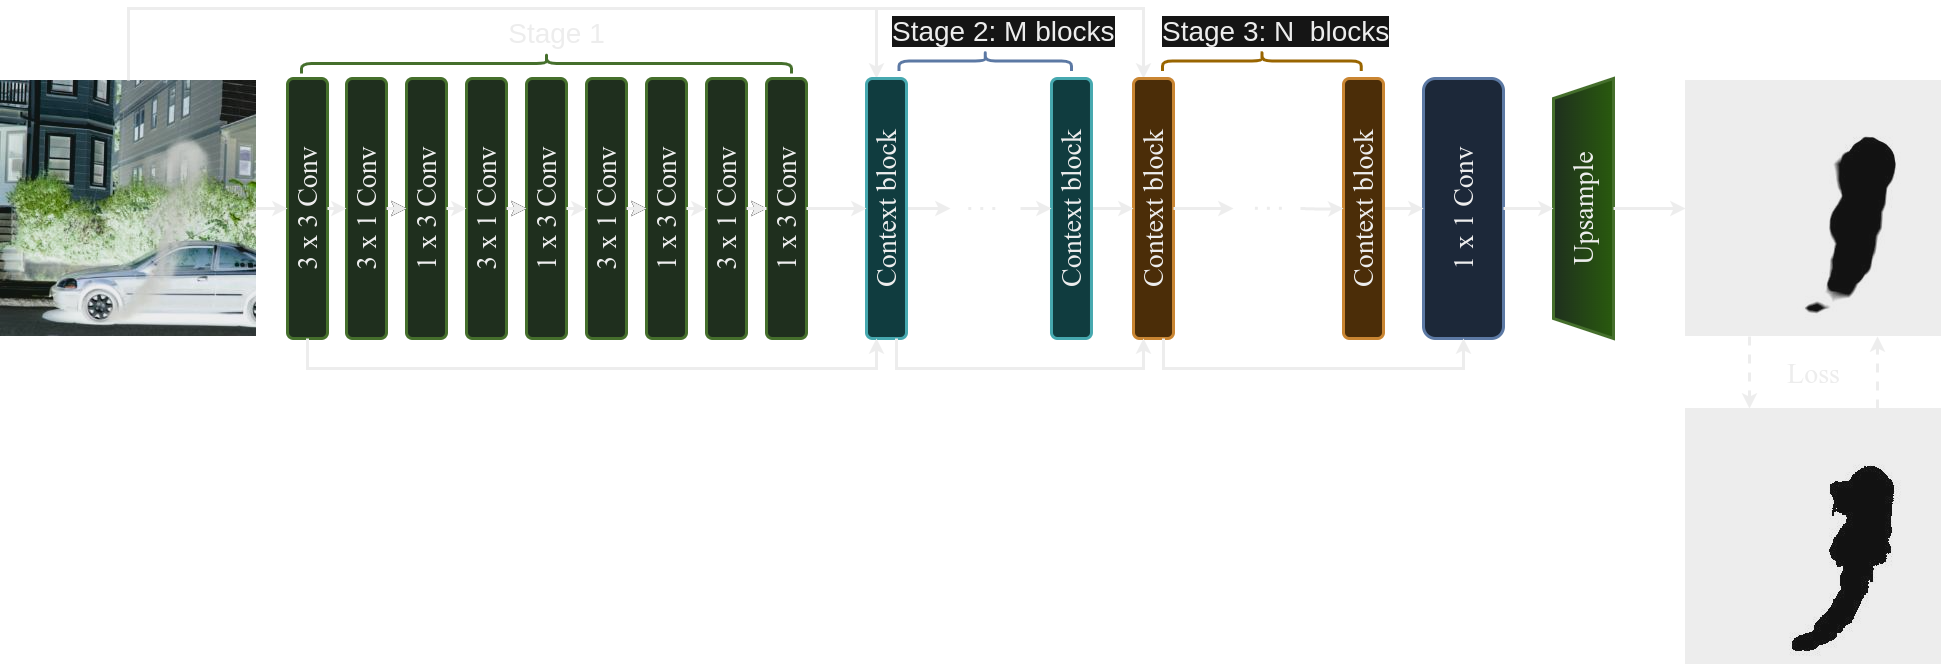 Stage 1
Stage 2: M blocks
Stage 3: N  blocks
3 x 3 Conv
3 x 1 Conv
1 x 3 Conv
3 x 1 Conv
1 x 3 Conv
3 x 1 Conv
1 x 3 Conv
3 x 1 Conv
1 x 3 Conv
Context block
...
Context block
Context block
...
Context block
1 x 1 Conv
Upsample
Loss